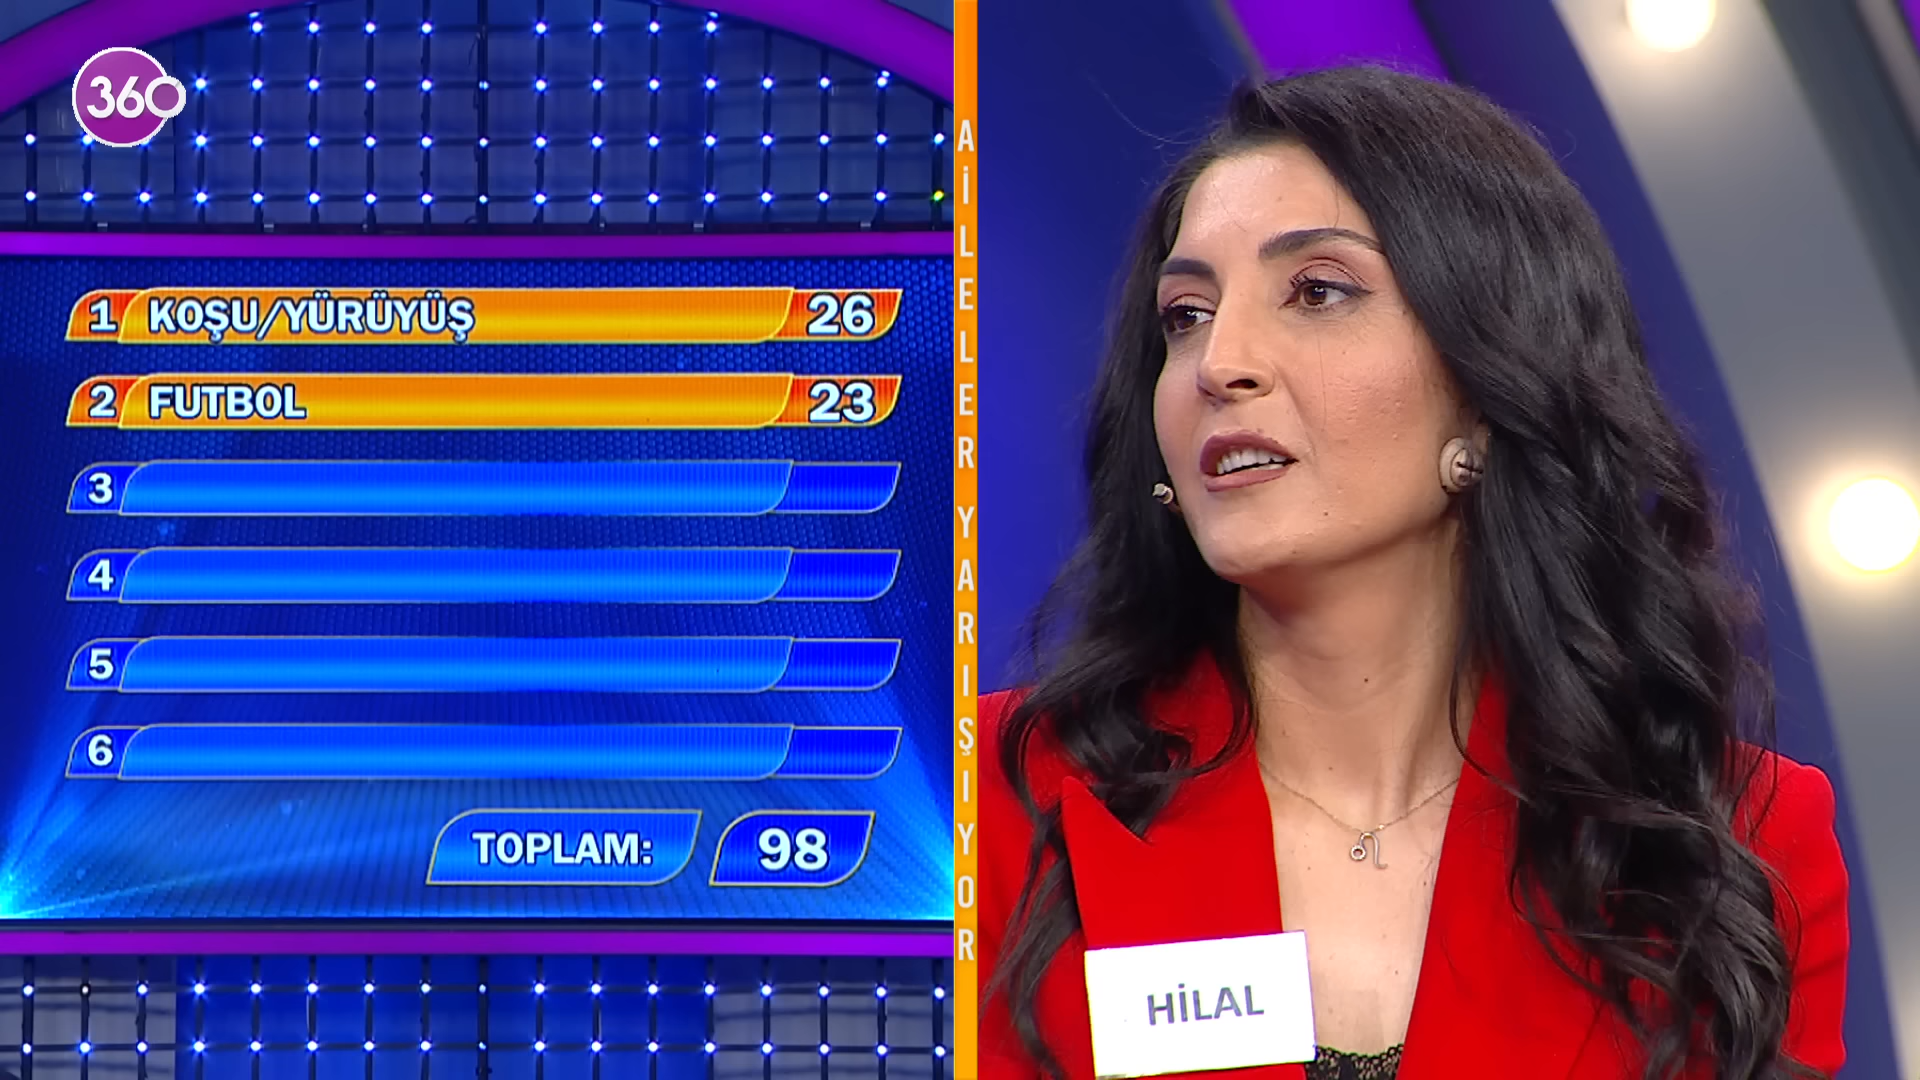 360
1 KOŞU/YÜRÜYÜŞ 26
2 FUTBOL 23
3
4
5
6
TOPLAM: 98
AİLELER YARIŞIYOR
HİLAL